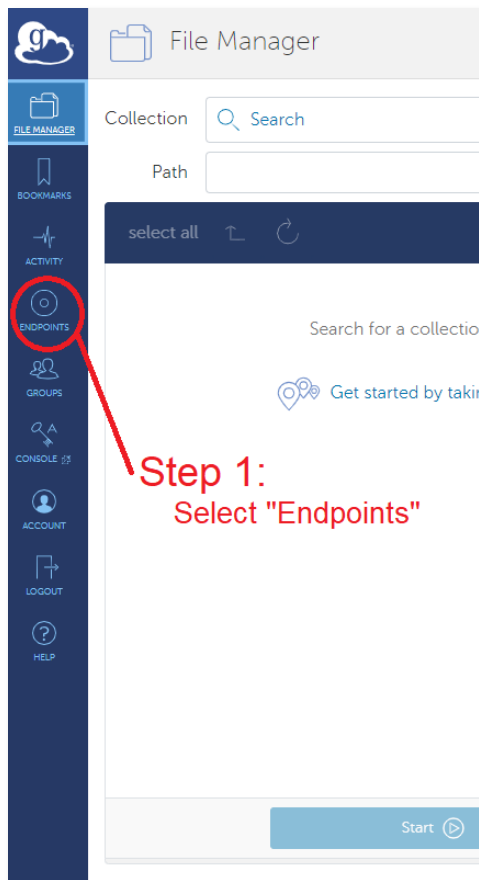 g
File Manager
FILE MANAGER
Collection
Search
BOOKMARKS
Path
ACTIVITY
select all
ENDPOINTS
Search for a collectio
GROUPS
Get started by takin
CONSOLE
Step 1:
Select "Endpoints"
ACCOUNT
LOGOUT
HELP
Start